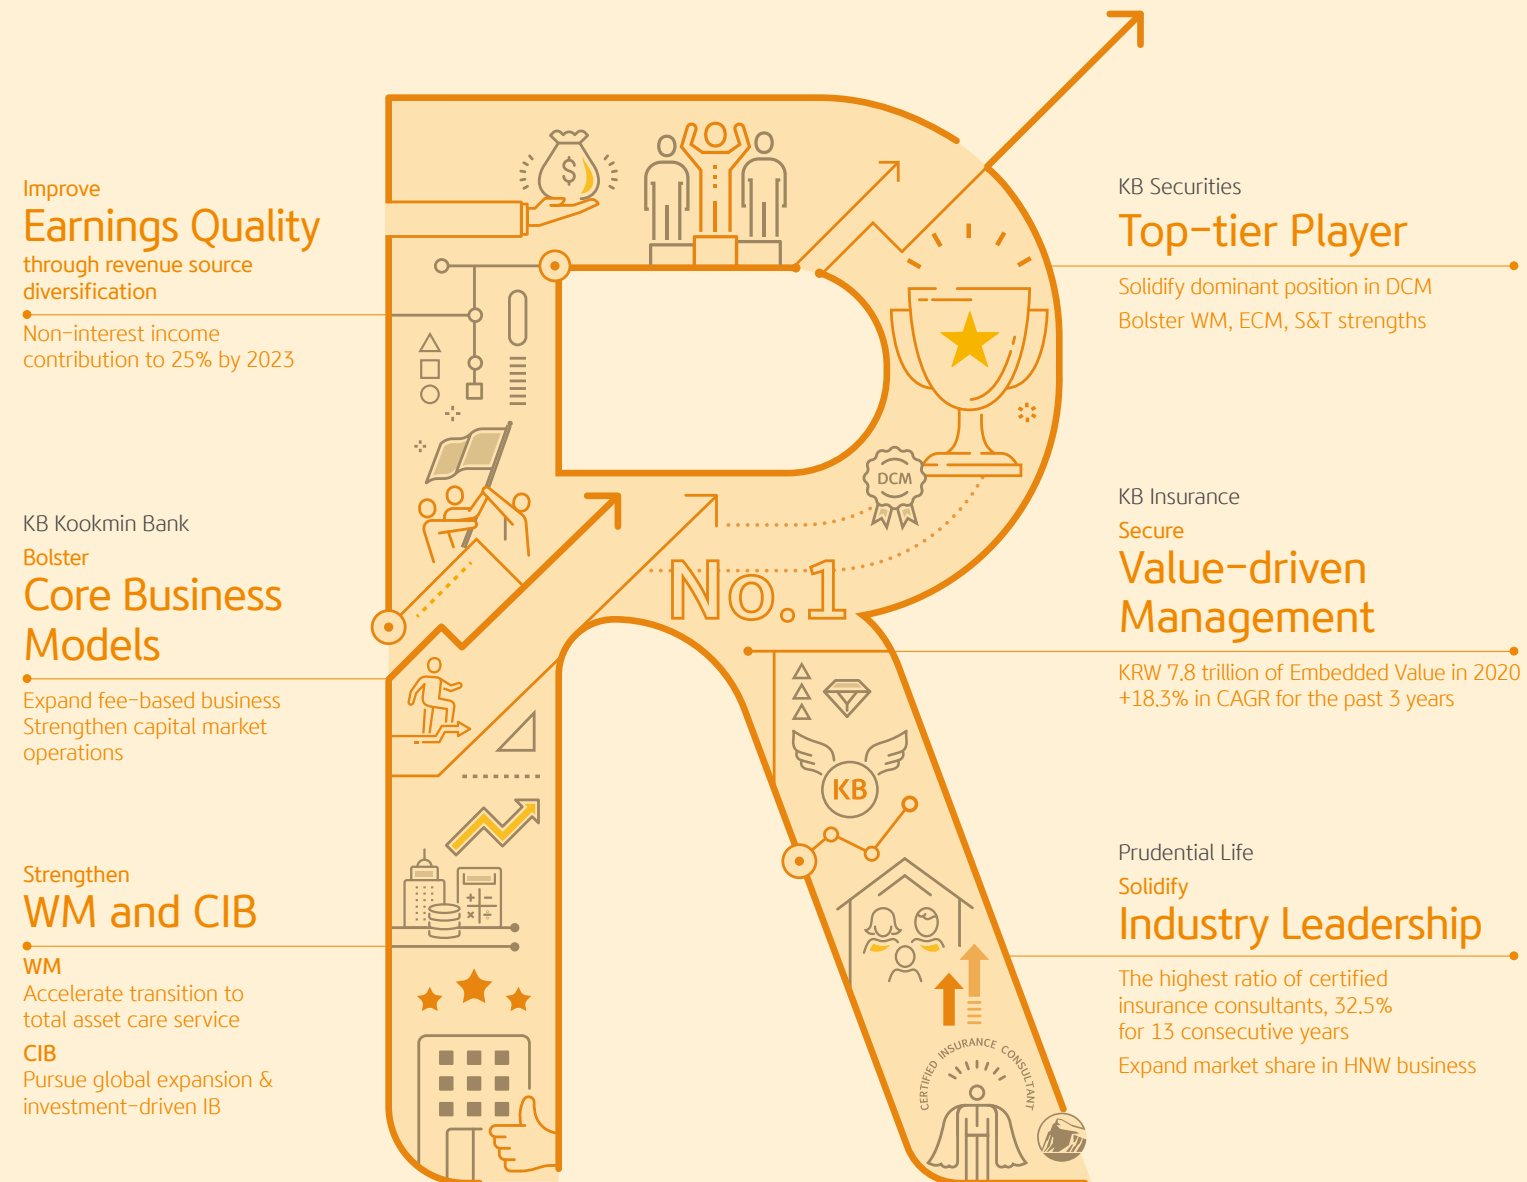 Improve
Earnings Quality
through revenue source
diversification
Non-interest income
contribution to 25% by 2023
KB Kookmin Bank
Bolster
Core Business
Models
Expand fee-based business
Strengthen capital market
operations
Strengthen
WM and CIB
WM
Accelerate transition to
total asset care service
CIB
Pursue global expansion &
investment-driven IB
$
DCM
No.1
KB
CERTIFIED INSURANCE CONSULTANT
KB Securities
Top-tier Player
Solidify dominant position in DCM
Bolster WM, ECM, S&T strengths
KB Insurance
Secure
Value-driven
Management
KRW 7.8 trillion of Embedded Value in 2020
+18.3% in CAGR for the past 3 years
Prudential Life
Solidify
Industry Leadership
The highest ratio of certified
insurance consultants, 32.5%
for 13 consecutive years
Expand market share in HNW business